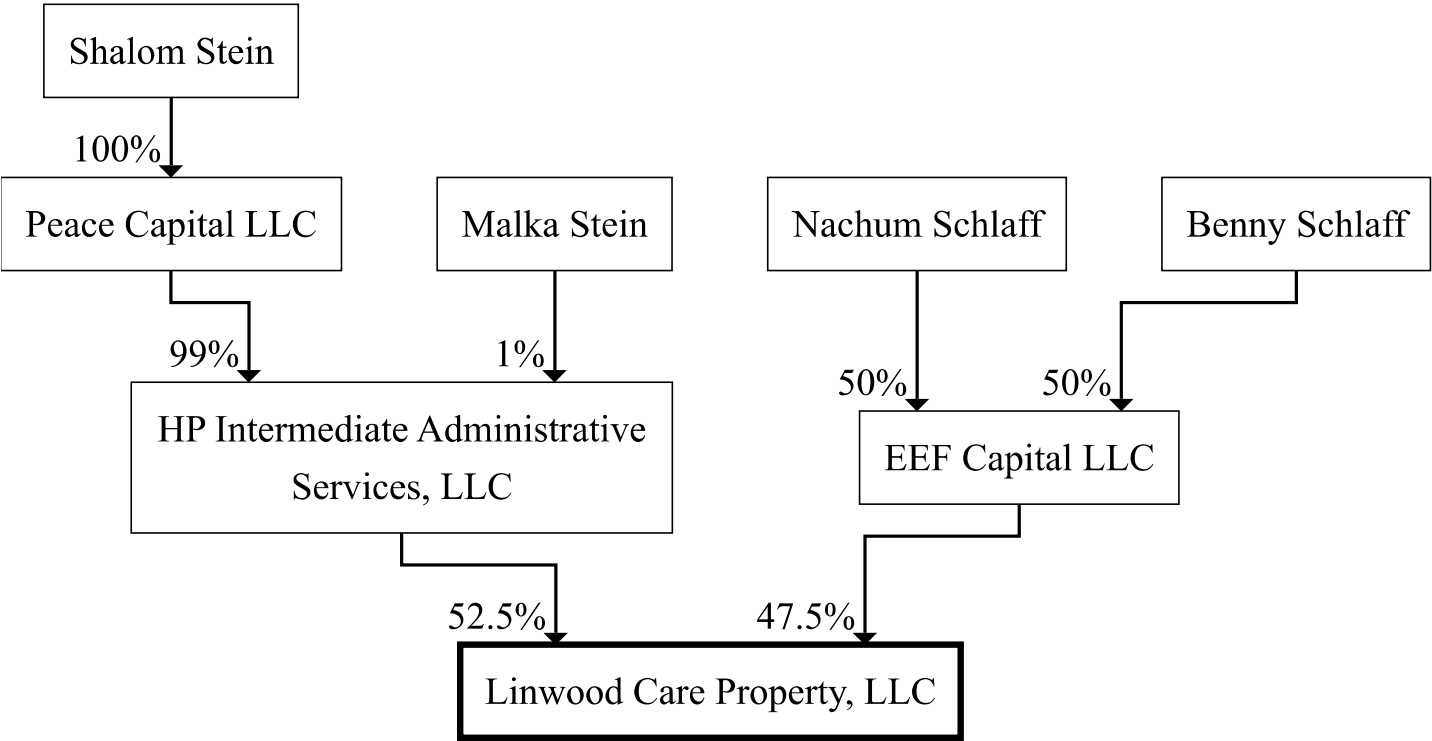 Shalom Stein
100%
Peace Capital LLC
Malka Stein
Nachum Schlaff
Benny Schlaff
99%
1%
50%
50%
HP Intermediate Administrative
Services, LLC
EEF Capital LLC
52.5%
47.5%
Linwood Care Property, LLC